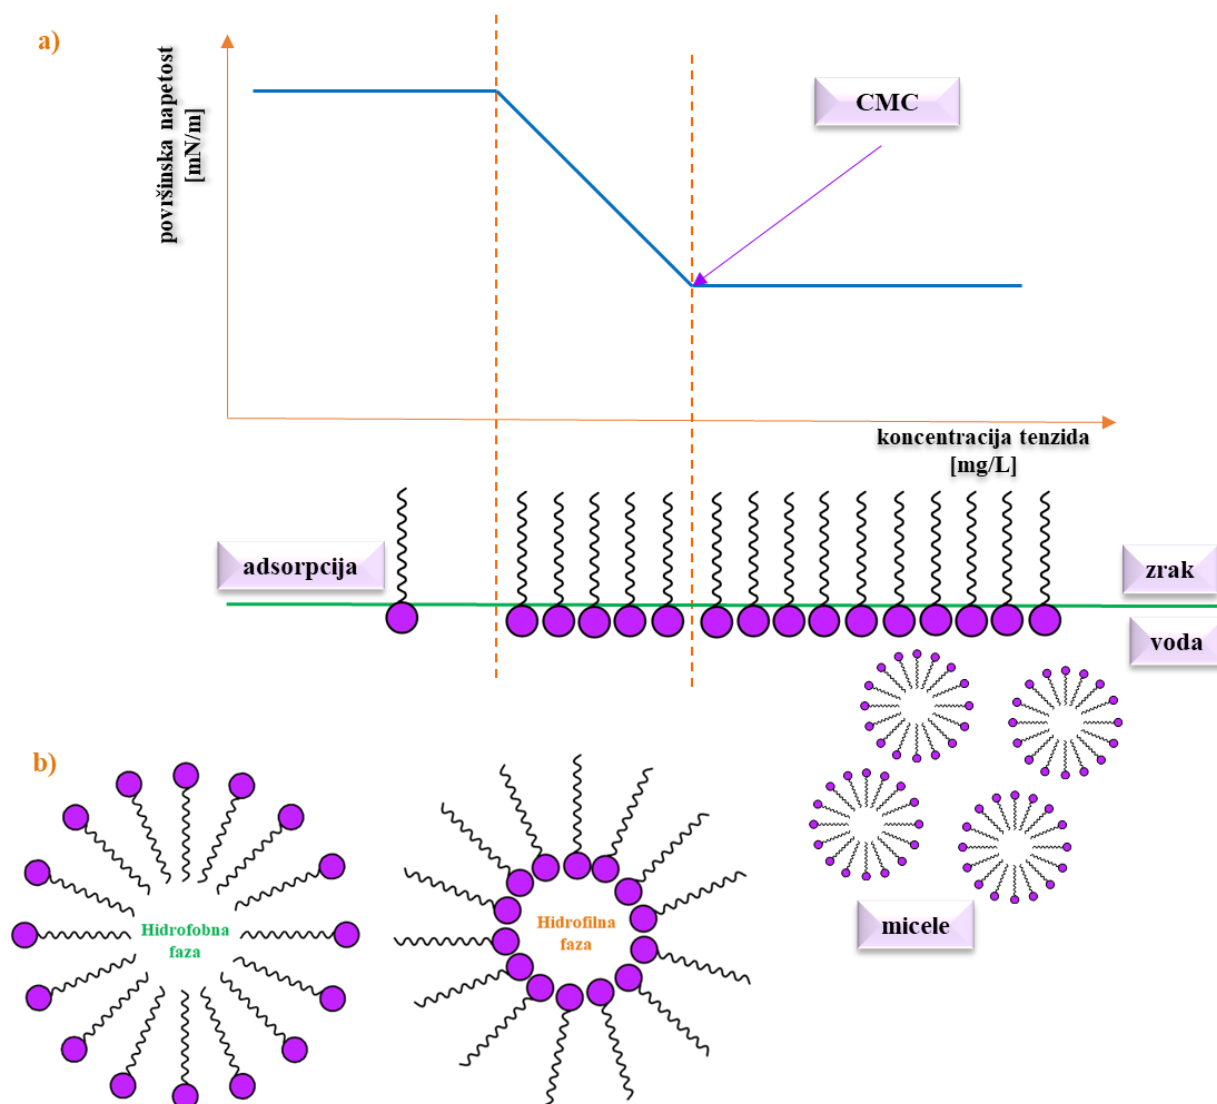 a)
površinska napetost
[mN/m]
CMC
koncentracija tenzida
[mg/L]
adsorpcija
zrak
voda
micele
b)
Hidrofobna
faza
Hidrofilna
faza